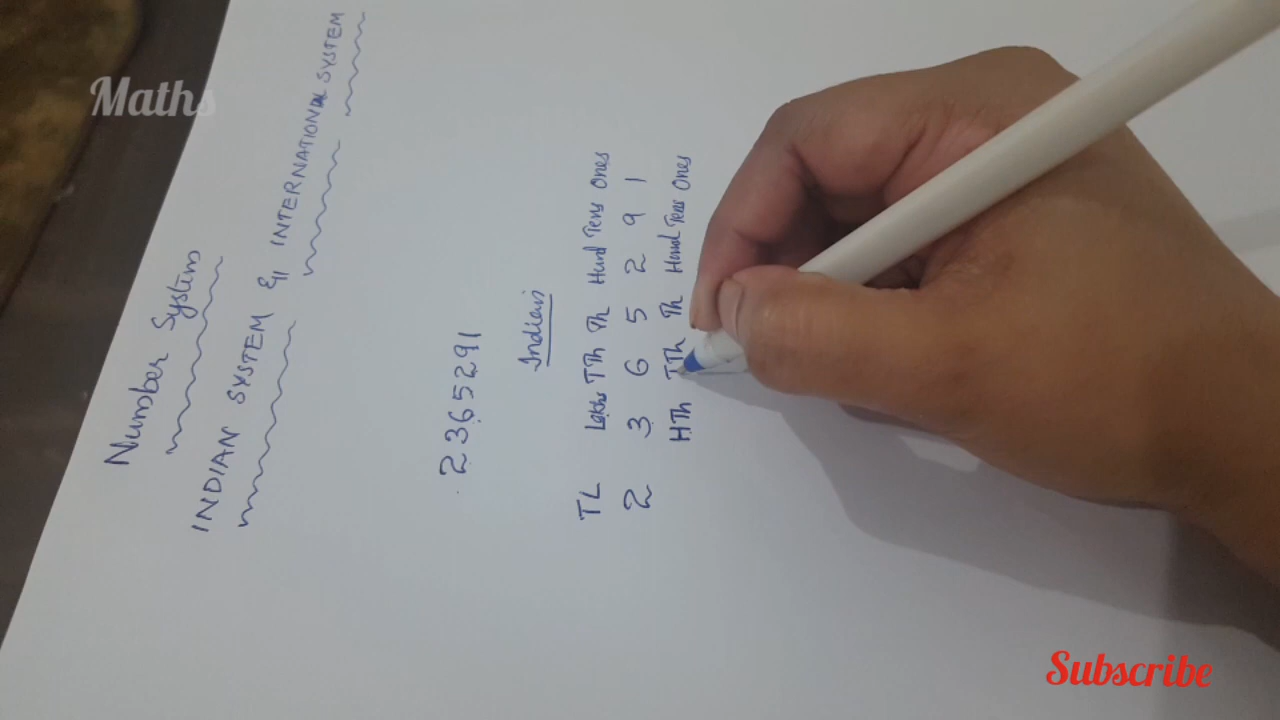 Maths
Number System
INDIAN SYSTEM & INTERNATIONAL SYSTEM
2365291
Indian
TL Lakhs TTh Th Hund Tens Ones
2 3 6 5 2 9 1
HTh TTh Th Hund Tens Ones
Subscribe